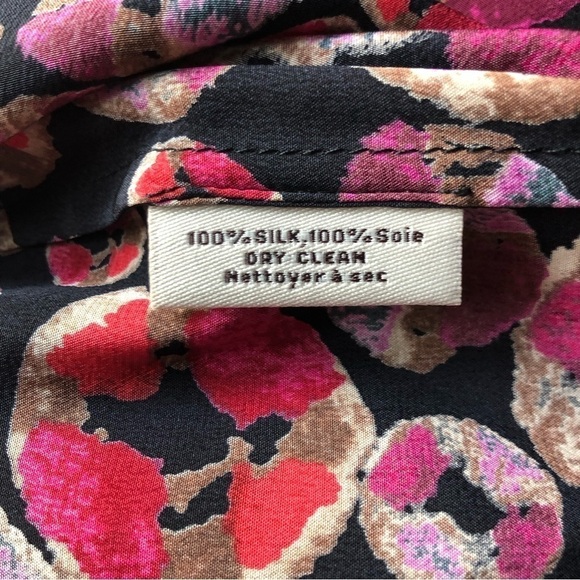 100% SILK, 100% Soie
DRY CLEAN
Nettoyer à sec